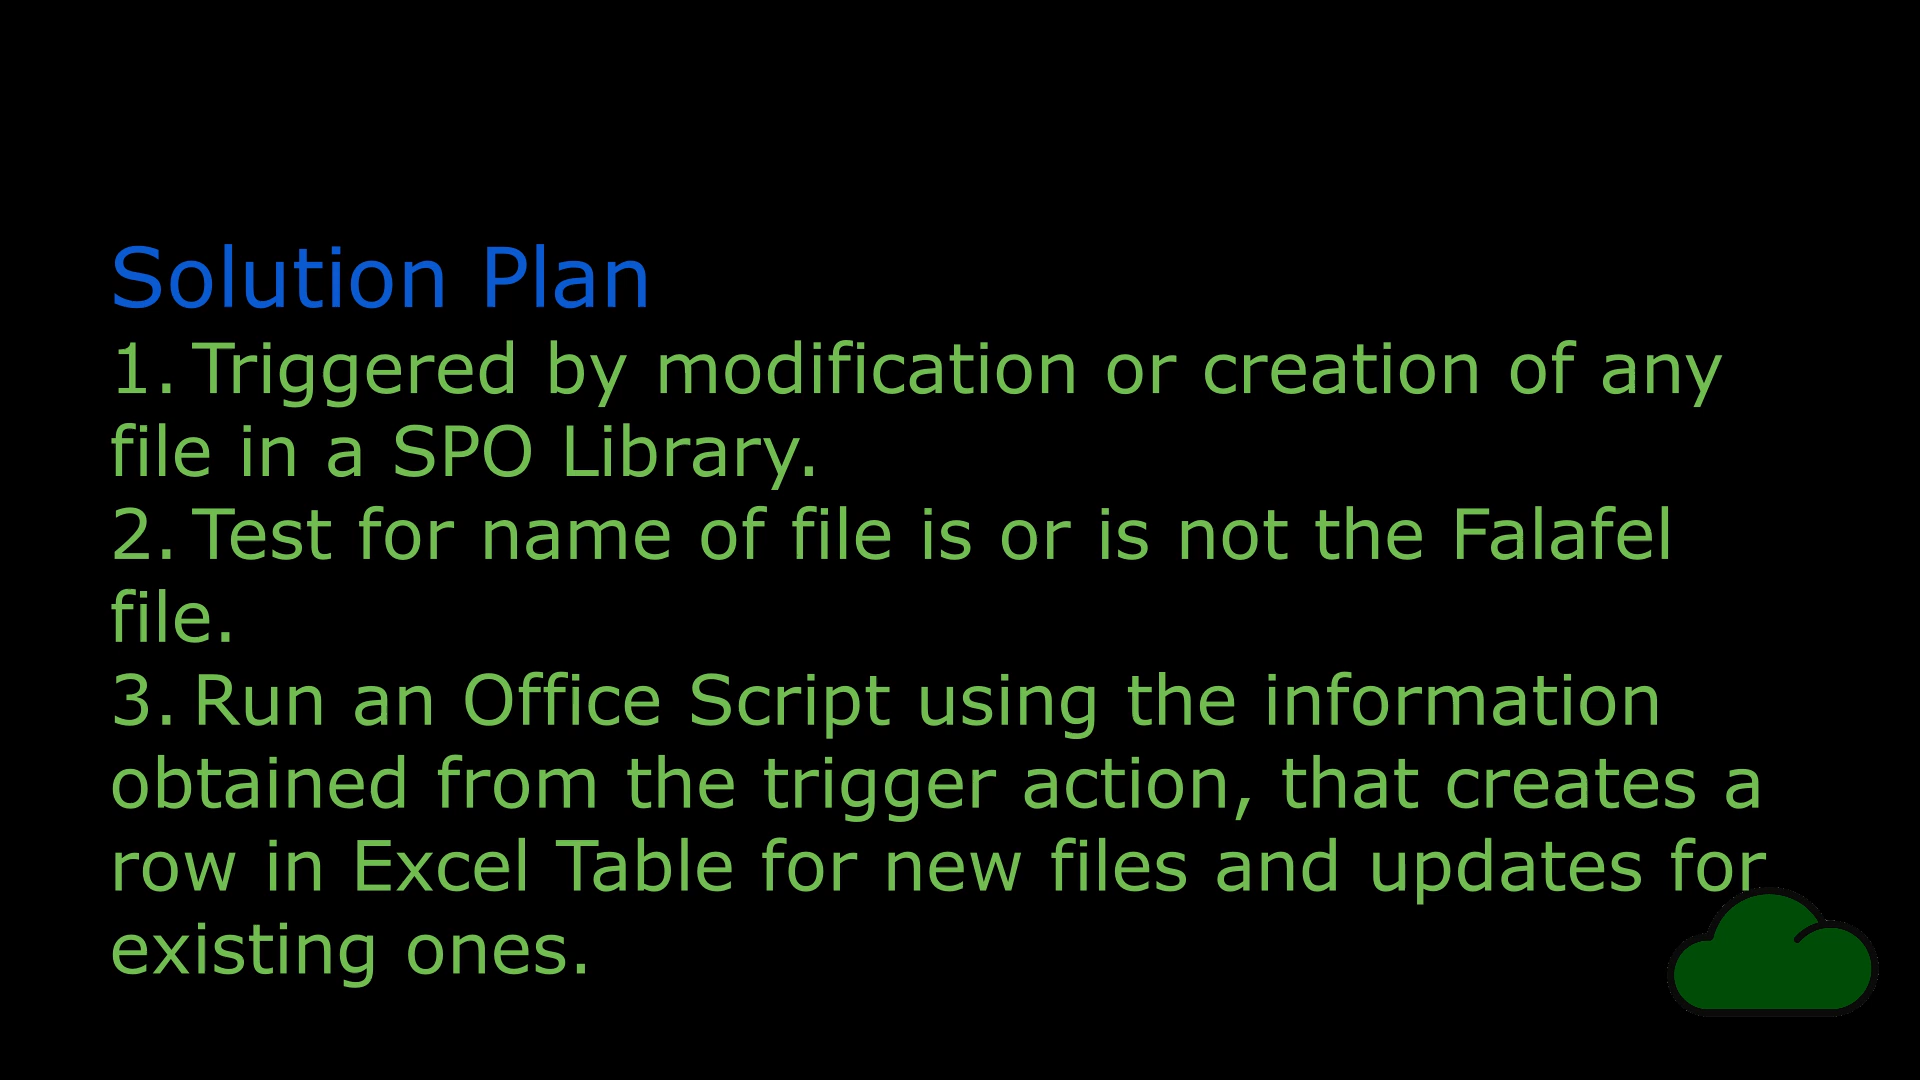 Solution Plan
1. Triggered by modification or creation of any
file in a SPO Library.
2. Test for name of file is or is not the Falafel
file.
3. Run an Office Script using the information
obtained from the trigger action, that creates a
row in Excel Table for new files and updates for
existing ones.